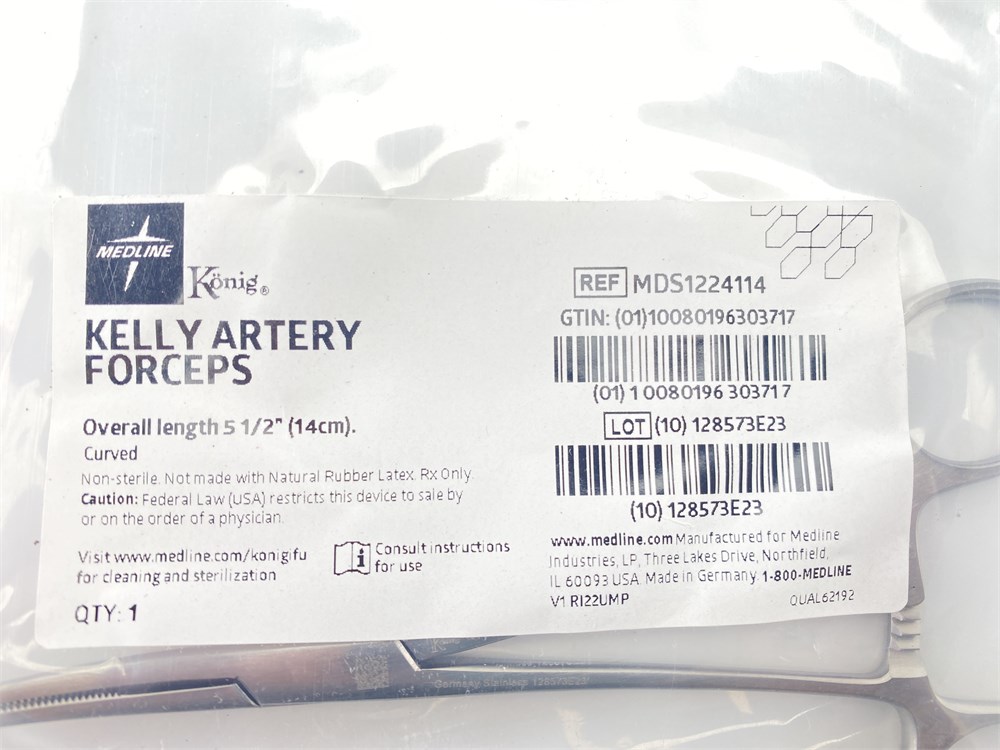 MEDLINE
König®
KELLY ARTERY
FORCEPS
Overall length 5 1/2" (14cm).
Curved
Non-sterile. Not made with Natural Rubber Latex. Rx Only.
Caution: Federal Law (USA) restricts this device to sale by
or on the order of a physician.
Visit www.medline.com/konigifu
for cleaning and sterilization
i Consult instructions
for use
QTY: 1
REF MDS1224114
GTIN: (01)10080196303717
(01) 1 0080196 303717
LOT (10) 128573E23
(10) 128573E23
www.medline.com Manufactured for Medline
Industries, LP, Three Lakes Drive, Northfield,
IL 60093 USA. Made in Germany. 1-800-MEDLINE
V1 RI22UMP
QUAL62192
Germany Stainless 128573E23